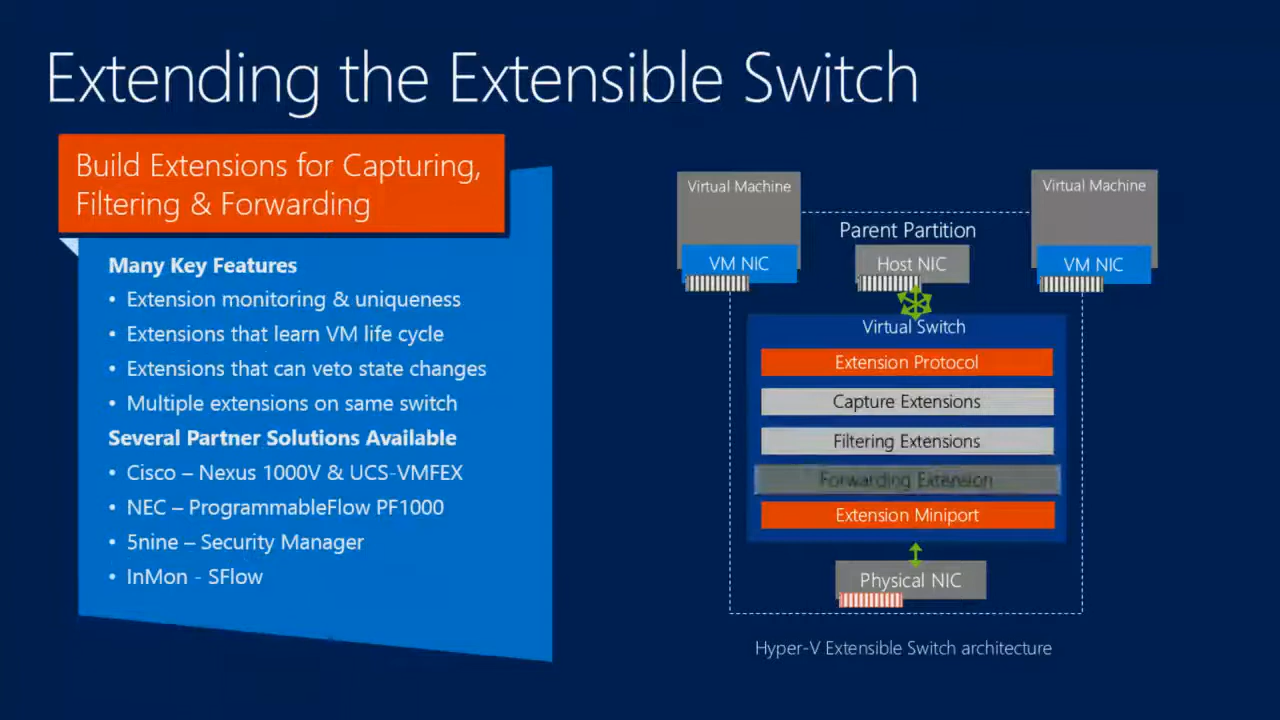 Extending the Extensible Switch
Build Extensions for Capturing,
Filtering & Forwarding
Many Key Features
• Extension monitoring & uniqueness
• Extensions that learn VM life cycle
• Extensions that can veto state changes
• Multiple extensions on same switch
Several Partner Solutions Available
• Cisco – Nexus 1000V & UCS-VMFEX
• NEC – ProgrammableFlow PF1000
• 5nine – Security Manager
• InMon - SFlow
Virtual Machine
VM NIC
Parent Partition
Host NIC
Virtual Machine
VM NIC
Virtual Switch
Extension Protocol
Capture Extensions
Filtering Extensions
Forwarding Extension
Extension Miniport
Physical NIC
Hyper-V Extensible Switch architecture